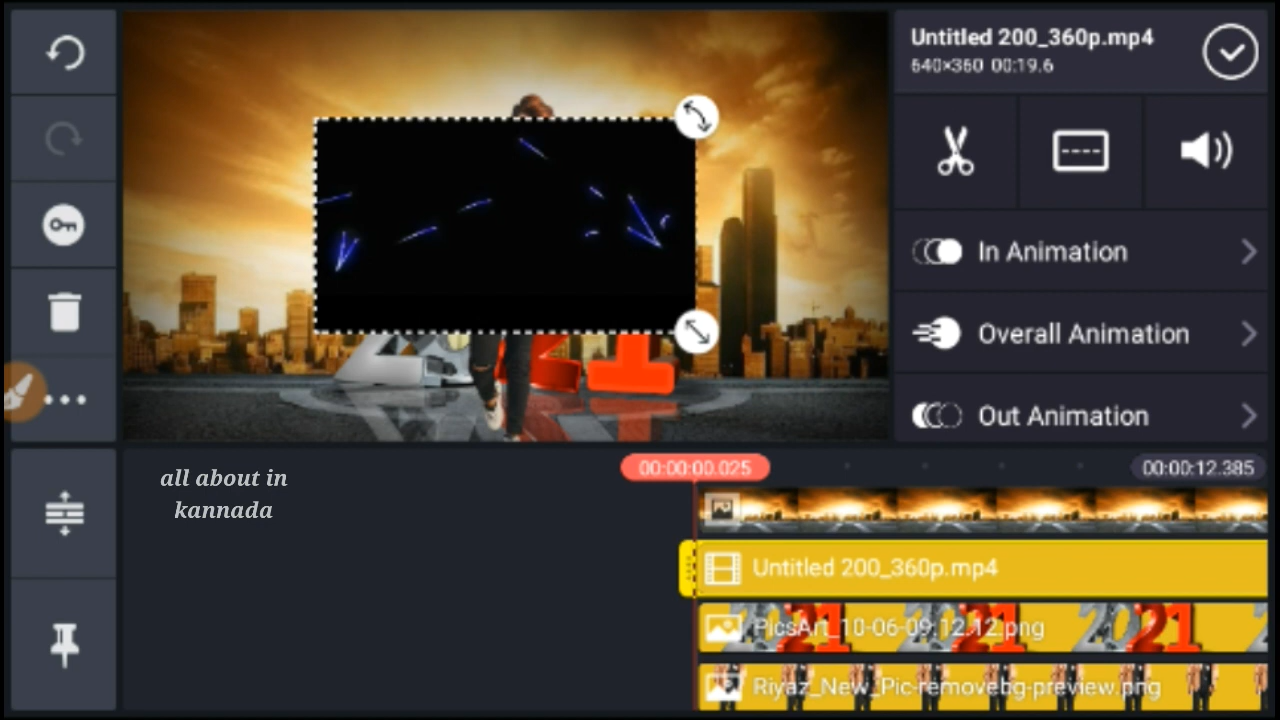 Untitled 200_360p.mp4
640×360 00:19.6
In Animation
Overall Animation
Out Animation
all about in
kannada
00:00:00.025
00:00:12.385
Untitled 200_360p.mp4
PicsArt_10-06-09.12.12.png
Riyaz_New_Pic-removebg-preview.png